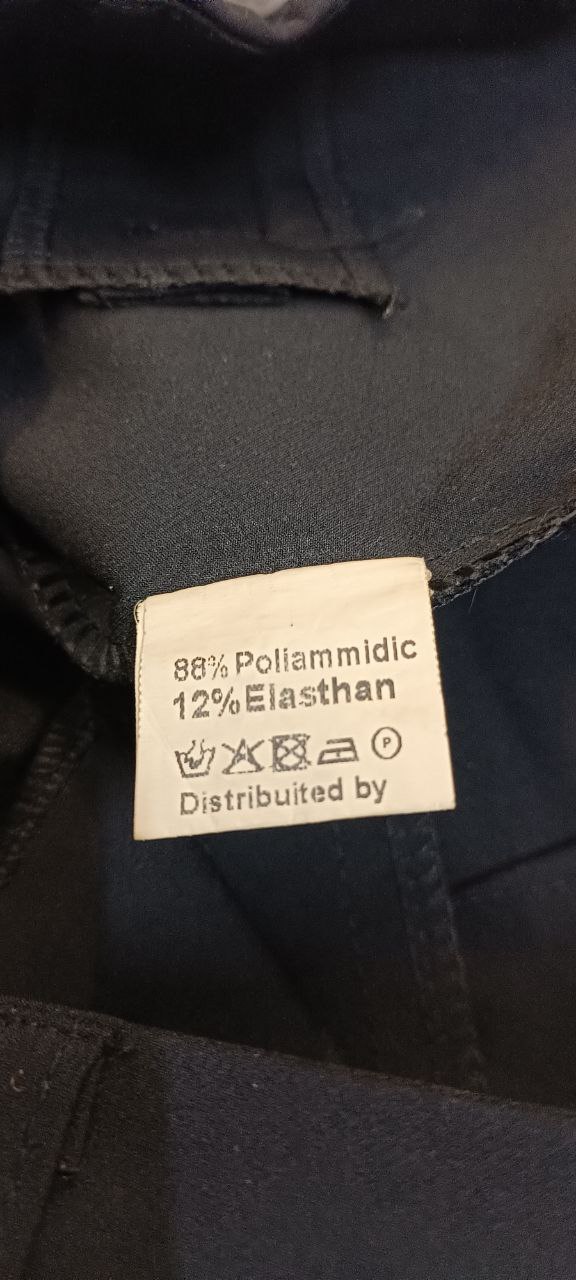 88% Poliammidic
12% Elasthan
P
Distribuited by